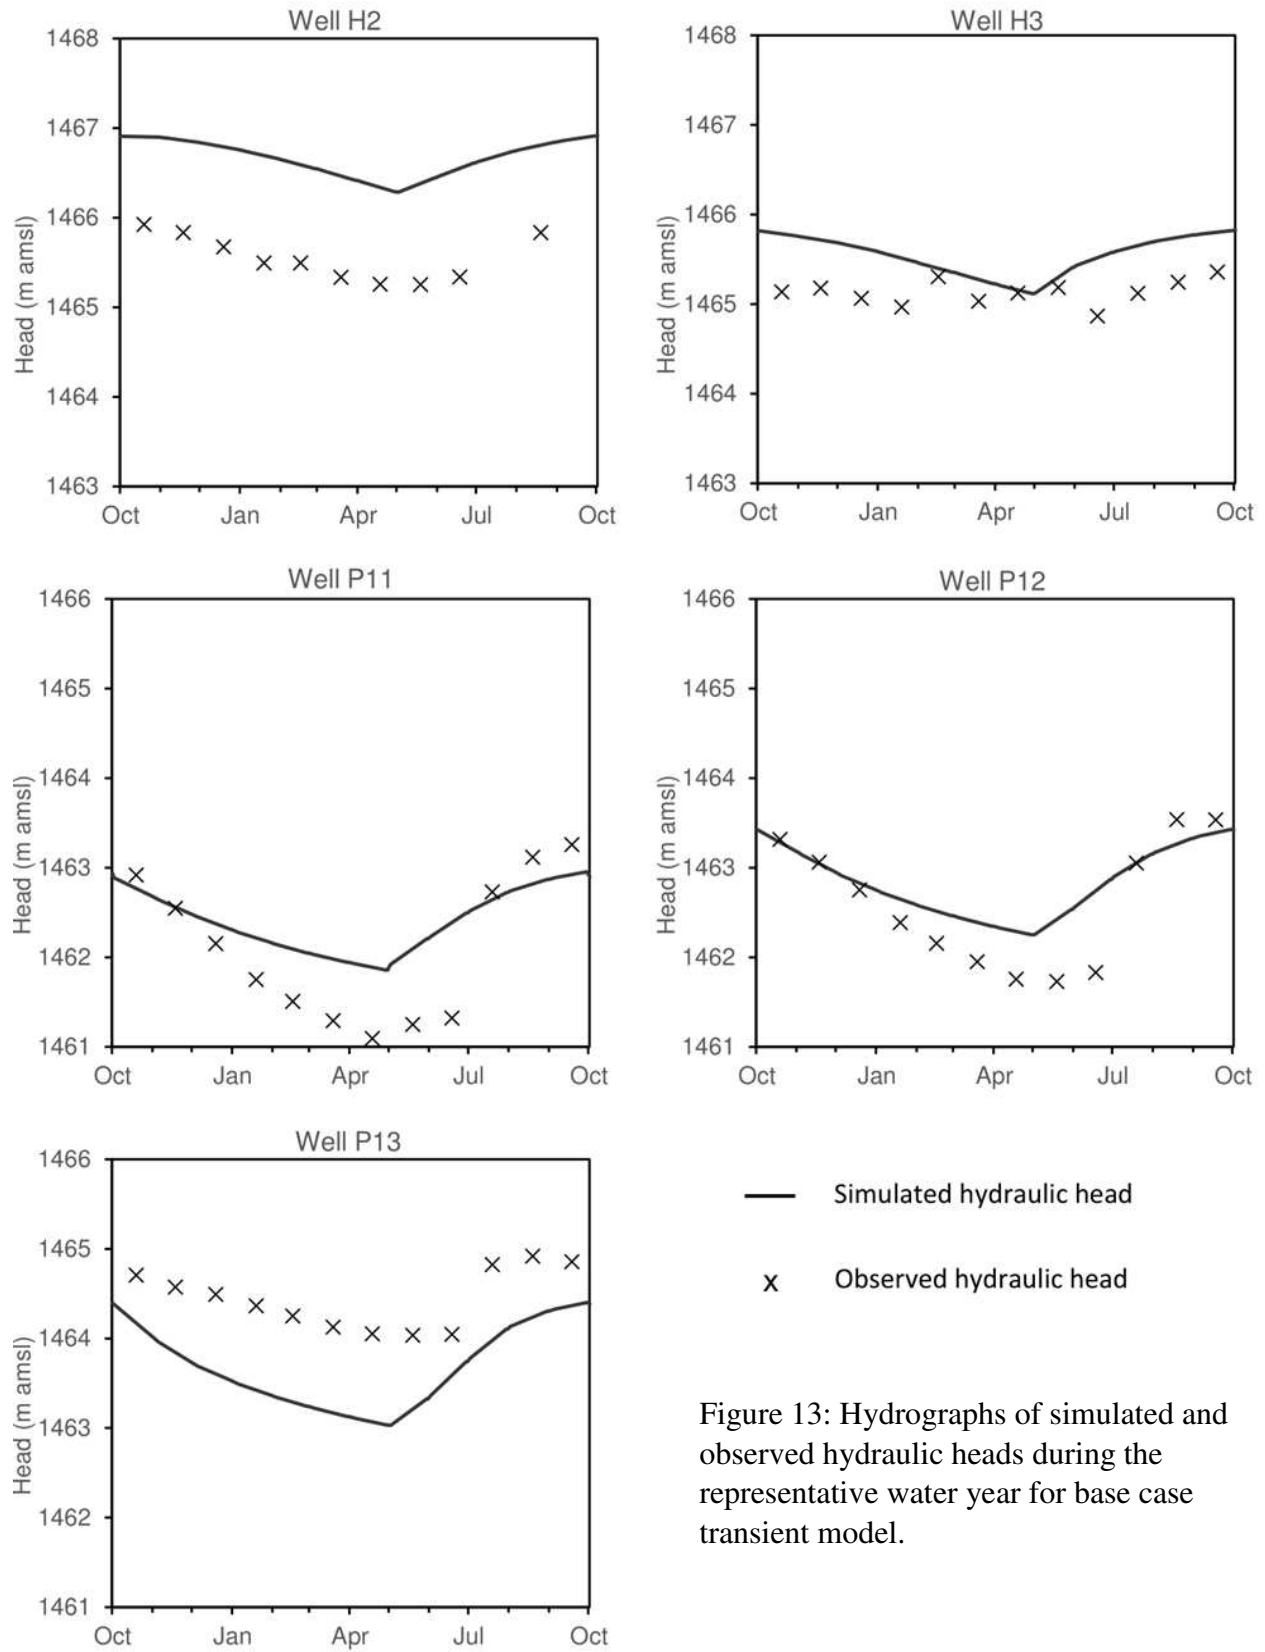 Well H2
1468
1467
1466
1465
1464
1463
Head (m amsl)
Oct Jan Apr Jul Oct
Well H3
1468
1467
1466
1465
1464
1463
Head (m amsl)
Oct Jan Apr Jul Oct
Well P11
1466
1465
1464
1463
1462
1461
Head (m amsl)
Oct Jan Apr Jul Oct
Well P12
1466
1465
1464
1463
1462
1461
Head (m amsl)
Oct Jan Apr Jul Oct
Well P13
1466
1465
1464
1463
1462
1461
Head (m amsl)
Oct Jan Apr Jul Oct
Simulated hydraulic head
x Observed hydraulic head
Figure 13: Hydrographs of simulated and
observed hydraulic heads during the
representative water year for base case
transient model.